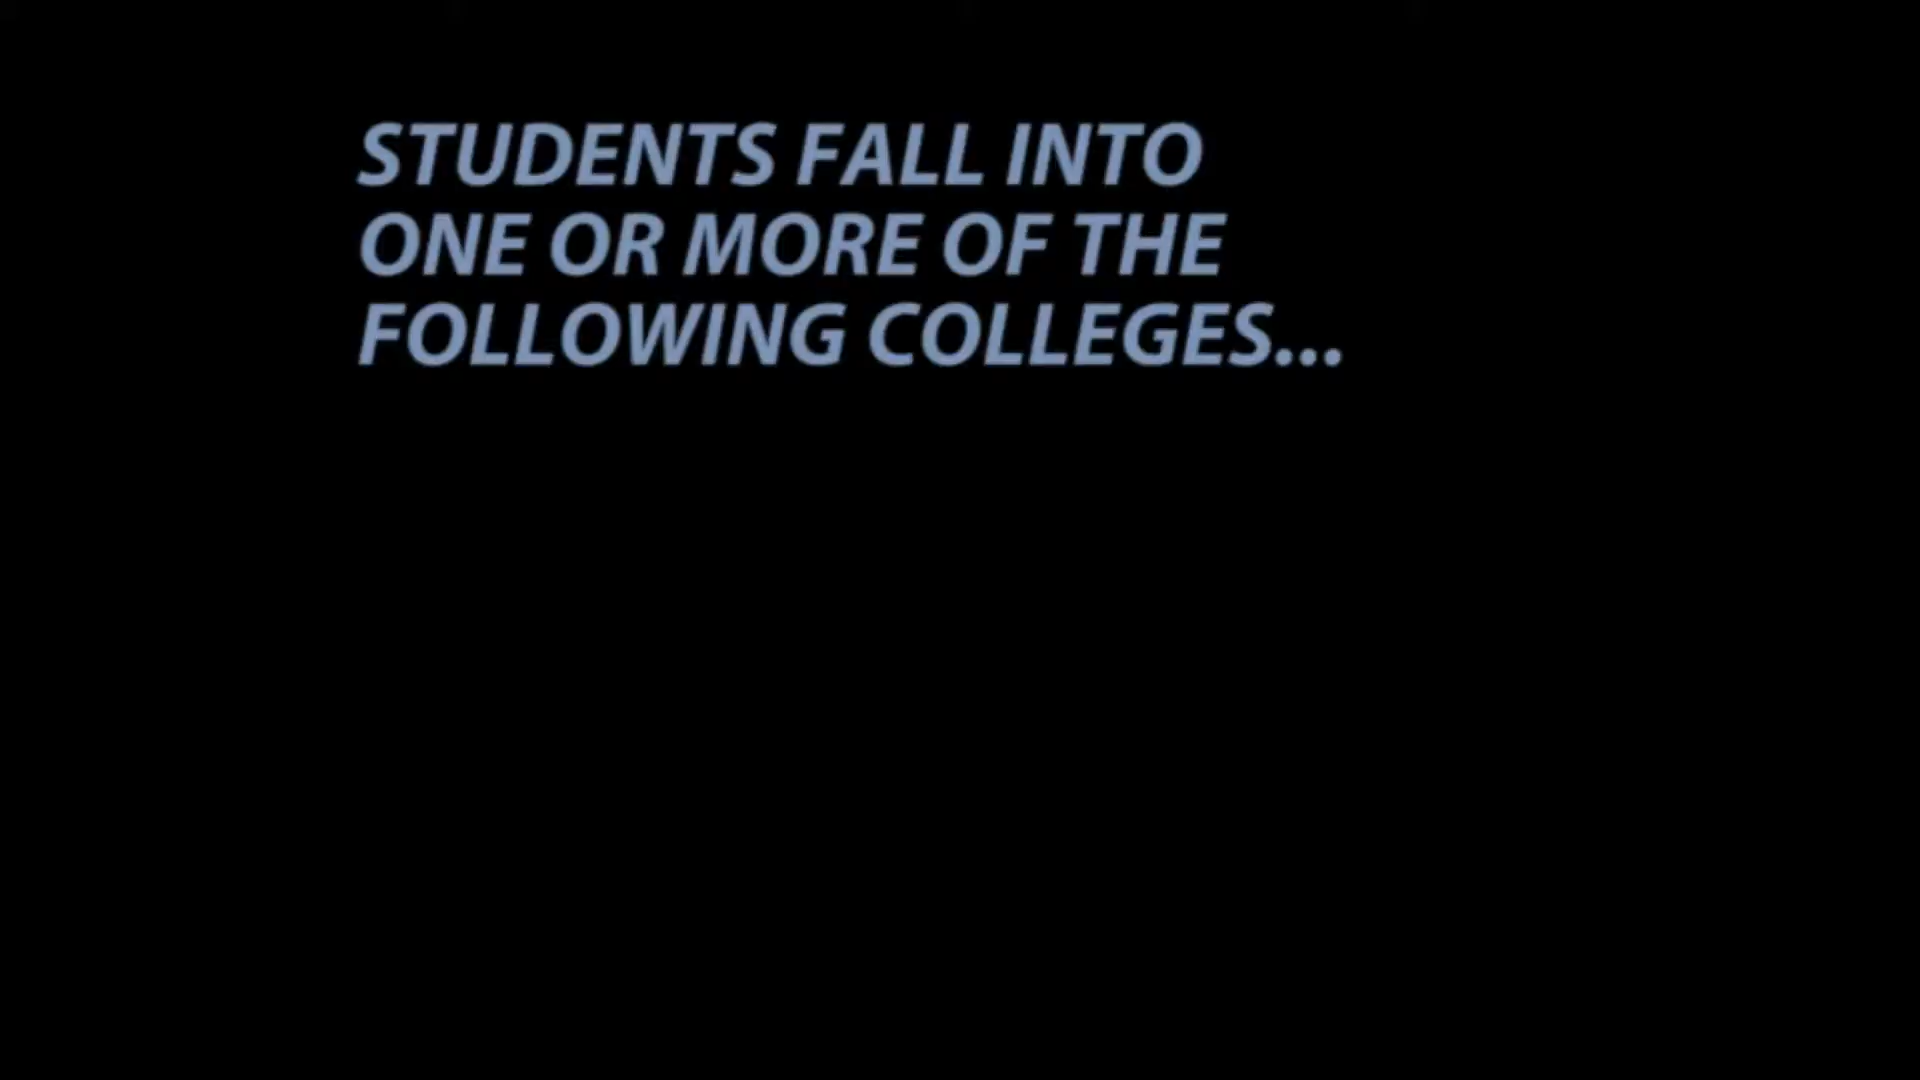 STUDENTS FALL INTO
ONE OR MORE OF THE
FOLLOWING COLLEGES...